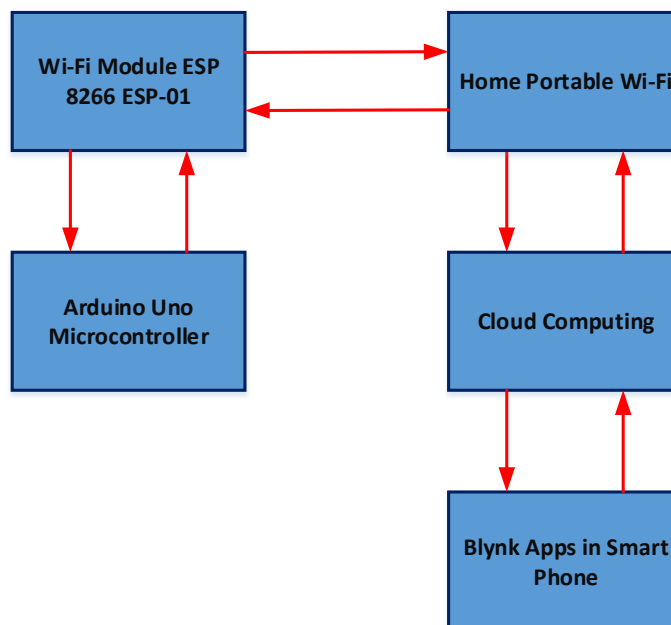 Wi-Fi Module ESP
8266 ESP-01
Home Portable Wi-Fi
Arduino Uno
Microcontroller
Cloud Computing
Blynk Apps in Smart
Phone